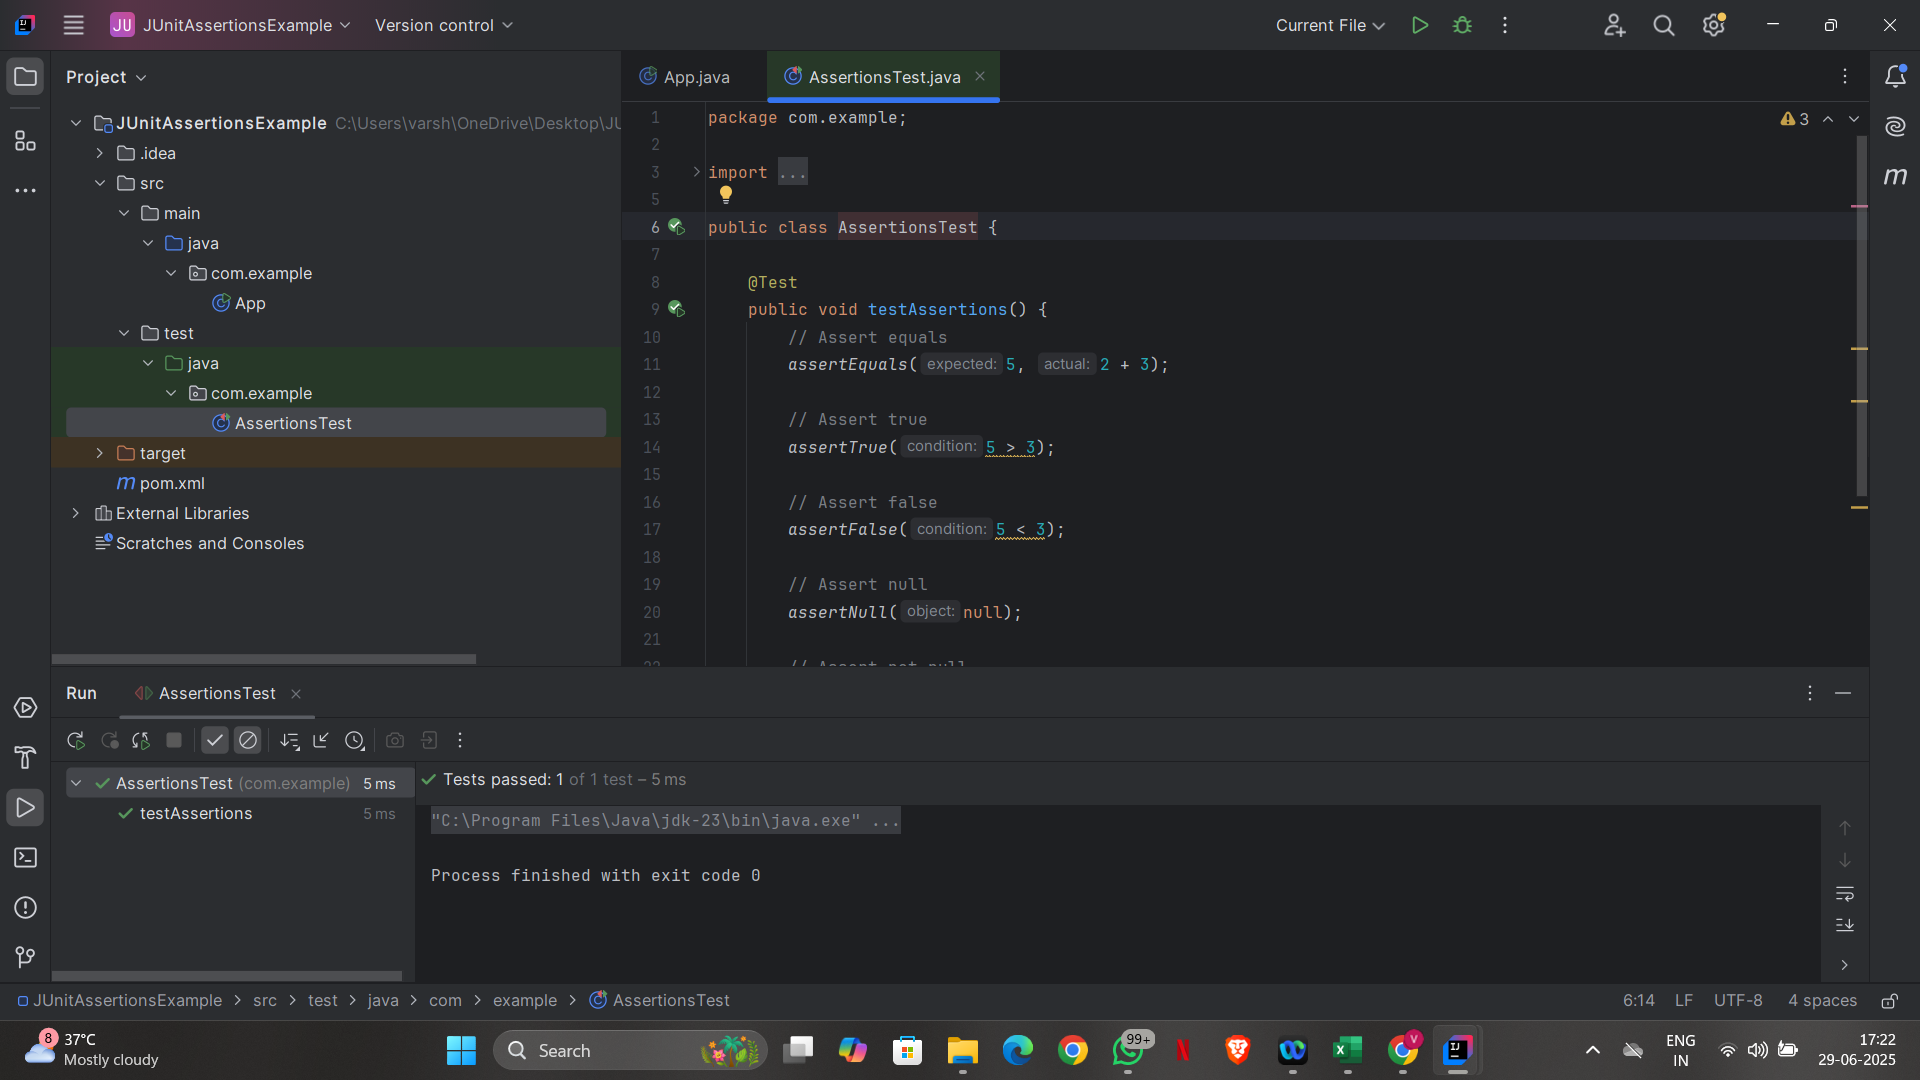 JU JUnitAssertionsExample Version control Current File
Project
App.java AssertionsTest.java
JUnitAssertionsExample C:\Users\varsh\OneDrive\Desktop\JU
.idea
src
main
java
com.example
App
test
java
com.example
AssertionsTest
target
m pom.xml
External Libraries
Scratches and Consoles
3
m
1 package com.example;
2
3 import ...
5
6 public class AssertionsTest {
7
8 @Test
9 public void testAssertions() {
10 // Assert equals
11 assertEquals( expected: 5, actual: 2 + 3);
12
13 // Assert true
14 assertTrue( condition: 5 > 3);
15
16 // Assert false
17 assertFalse( condition: 5 < 3);
18
19 // Assert null
20 assertNull( object: null);
21
22 // Assert not null
Run AssertionsTest
AssertionsTest (com.example) 5 ms
testAssertions 5 ms
Tests passed: 1 of 1 test – 5 ms
"C:\Program Files\Java\jdk-23\bin\java.exe" ...
Process finished with exit code 0
JUnitAssertionsExample > src > test > java > com > example > AssertionsTest 6:14 LF UTF-8 4 spaces
8 37°C
Mostly cloudy
Search
99+
V
IJ
ENG
IN
17:22
29-06-2025